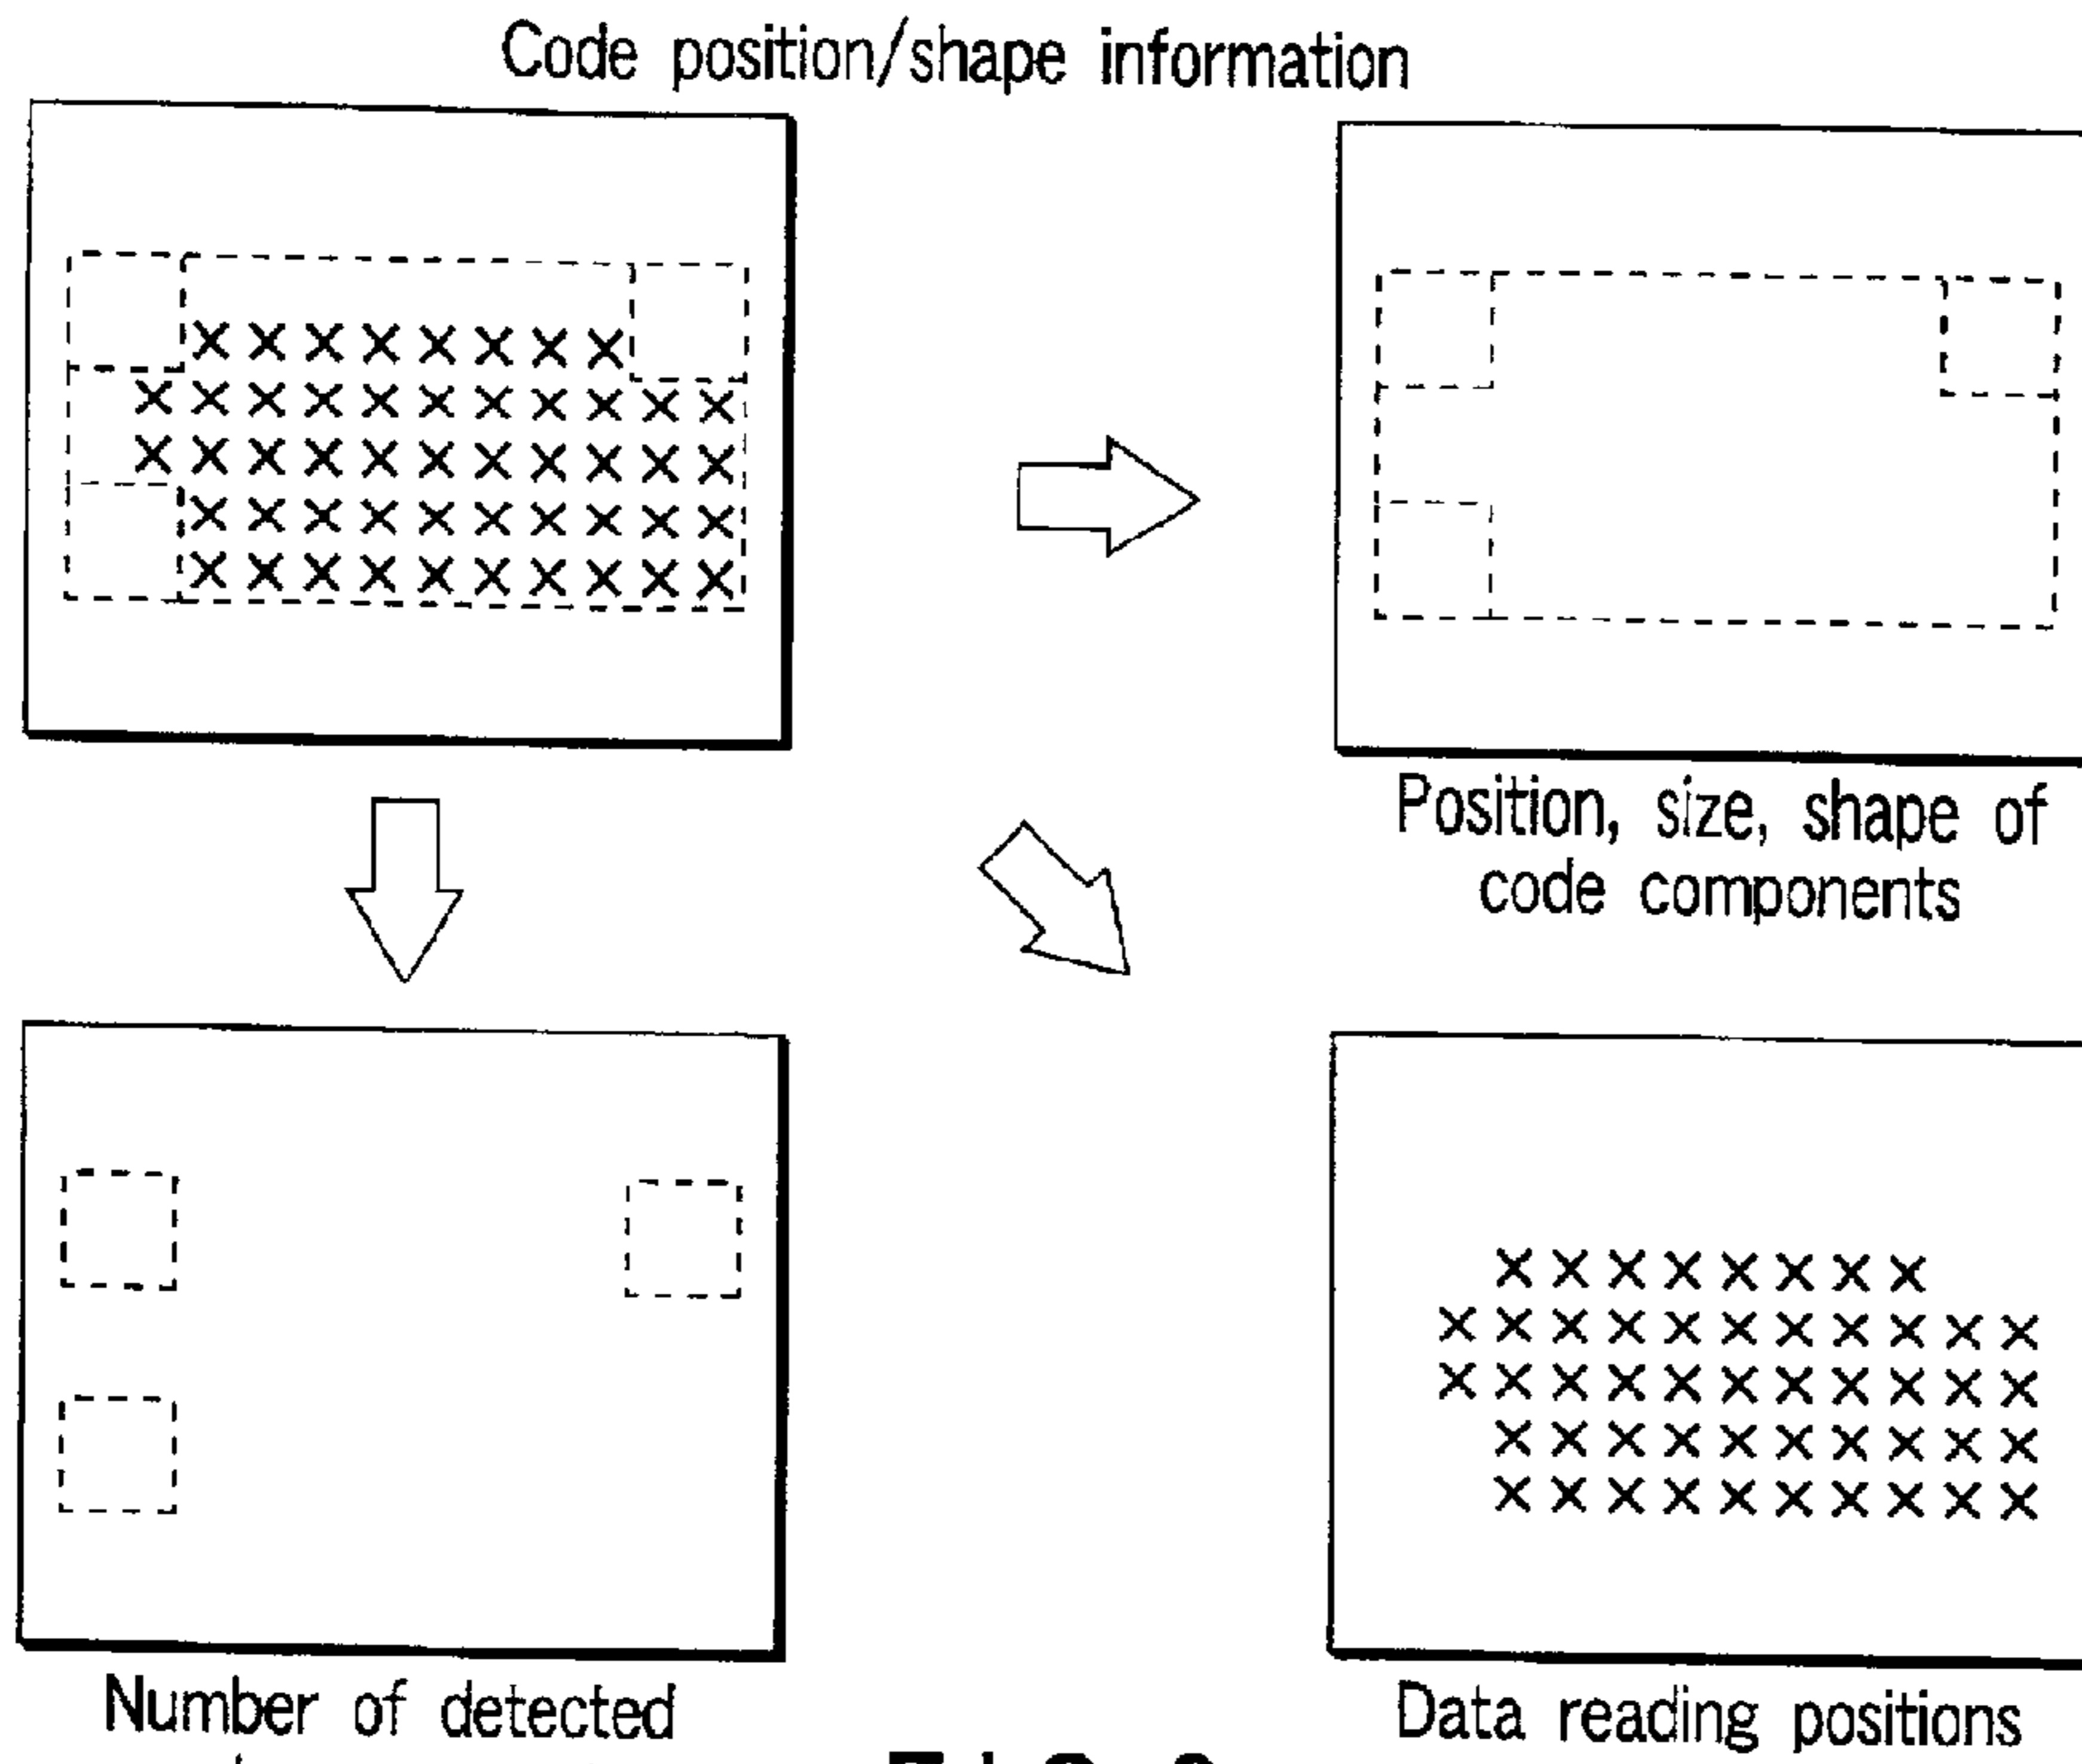 Code position/shape information
Position, size, shape of
code components
Number of detected
Data reading positions